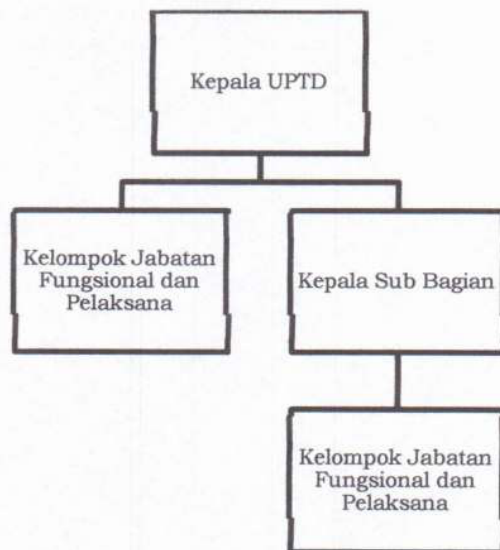 Kepala UPTD
Kelompok Jabatan
Fungsional dan
Pelaksana
Kepala Sub Bagian
Kelompok Jabatan
Fungsional dan
Pelaksana